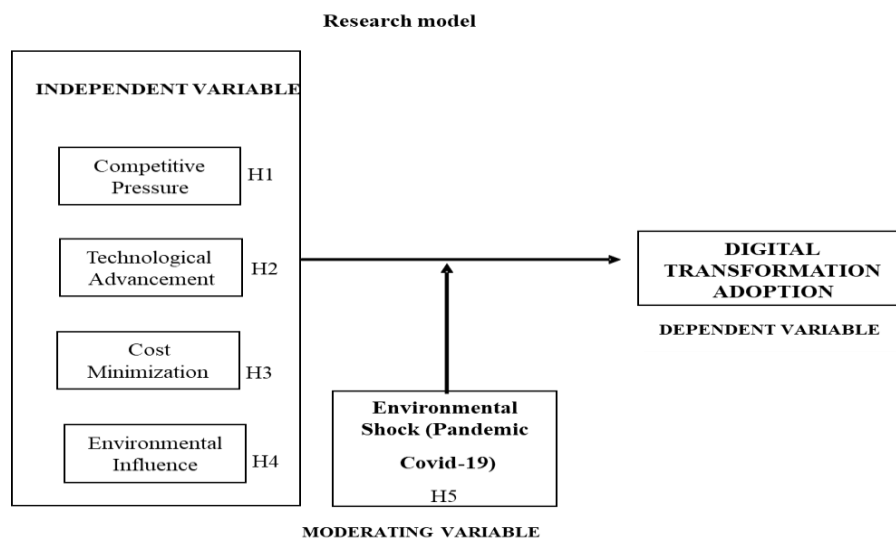 Research model
INDEPENDENT VARIABLE
Competitive
Pressure
H1
Technological
Advancement
H2
Cost
Minimization
H3
Environmental
Influence
H4
DIGITAL
TRANSFORMATION
ADOPTION
DEPENDENT VARIABLE
Environmental
Shock (Pandemic
Covid-19)
H5
MODERATING VARIABLE